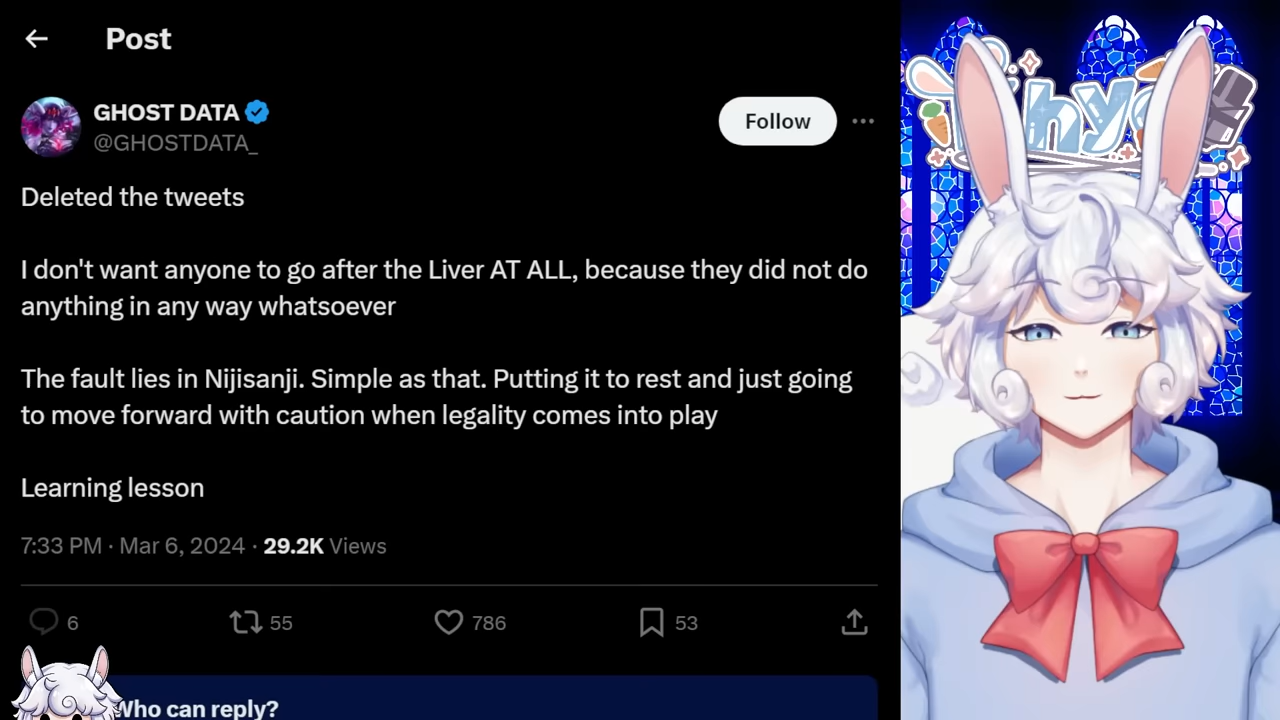 Post
GHOST DATA
@GHOSTDATA_
Follow
Deleted the tweets
I don't want anyone to go after the Liver AT ALL, because they did not do
anything in any way whatsoever
The fault lies in Nijisanji. Simple as that. Putting it to rest and just going
to move forward with caution when legality comes into play
Learning lesson
7:33 PM · Mar 6, 2024 · 29.2K Views
6 55 786 53
Who can reply?